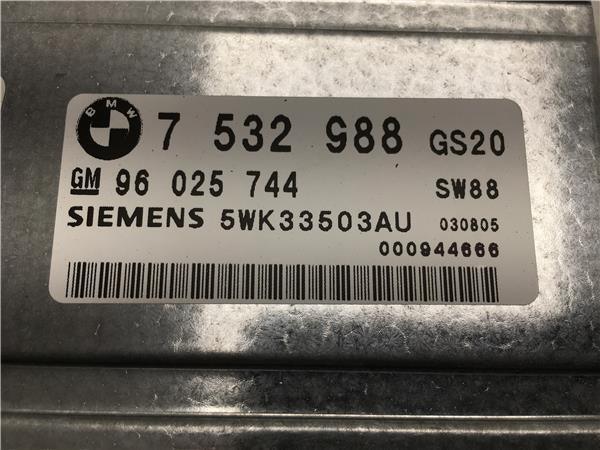 BMW 7 532 988 GS20
GM 96 025 744 SW88
SIEMENS 5WK33503AU 030805
000944666